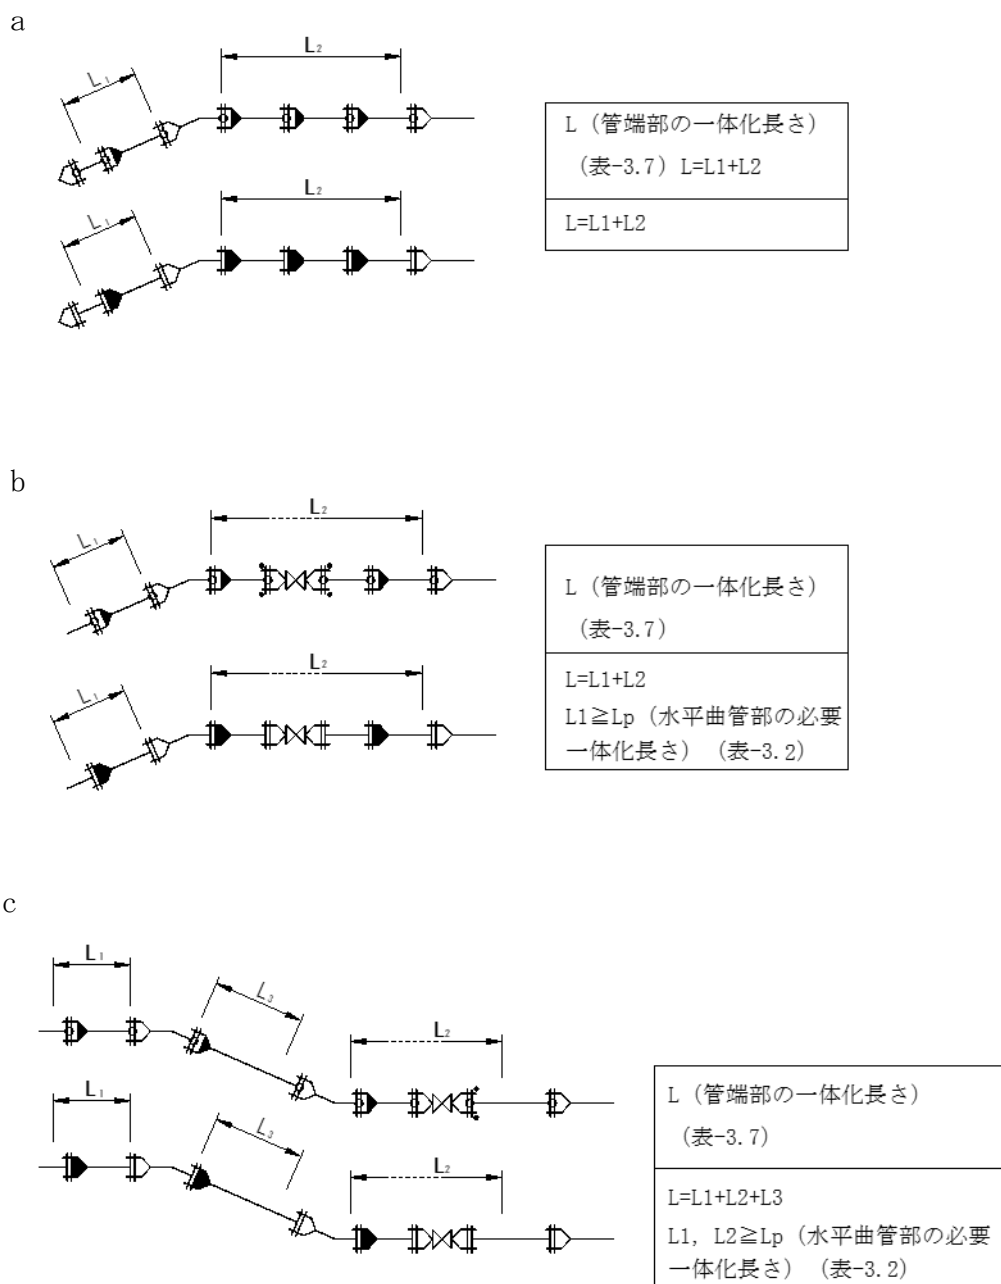 a
L₂
L₁
L（管端部の一体化長さ）
（表-3.7）L=L1+L2
L=L1+L2
L₂
L₁
b
L₂
L₁
L（管端部の一体化長さ）
（表-3.7）
L=L1+L2
L1≧Lp（水平曲管部の必要
一体化長さ）（表-3.2）
L₂
L₁
c
L₁
L₃
L₂
L₁
L₃
L₂
L（管端部の一体化長さ）
（表-3.7）
L=L1+L2+L3
L1, L2≧Lp（水平曲管部の必要
一体化長さ）（表-3.2）